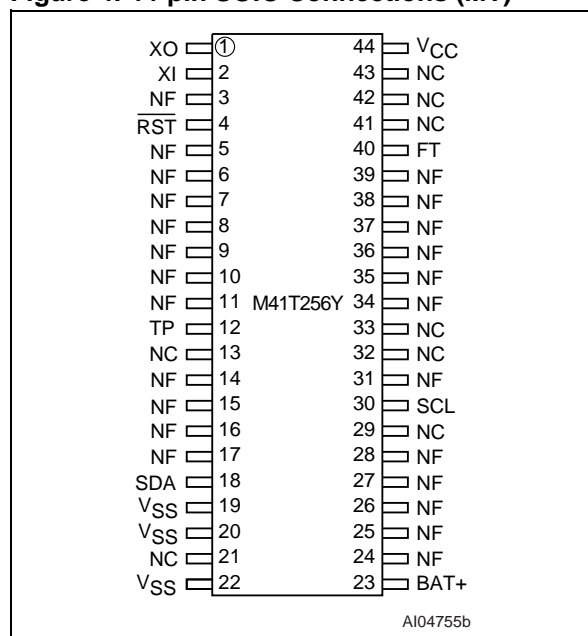 Figure pin SOIC Connections
XO 1 44 VCC
XI 2 43 NC
NF 3 42 NC
RST 4 41 NC
NF 5 40 FT
NF 6 39 NF
NF 7 38 NF
NF 8 37 NF
NF 9 36 NF
NF 10 35 NF
NF 11 M41T256Y 34 NF
TP 12 33 NC
NC 13 32 NC
NF 14 31 NF
NF 15 30 SCL
NF 16 29 NC
NF 17 28 NF
SDA 18 27 NF
VSS 19 26 NF
VSS 20 25 NF
NC 21 24 NF
VSS 22 23 BAT+
AI04755b